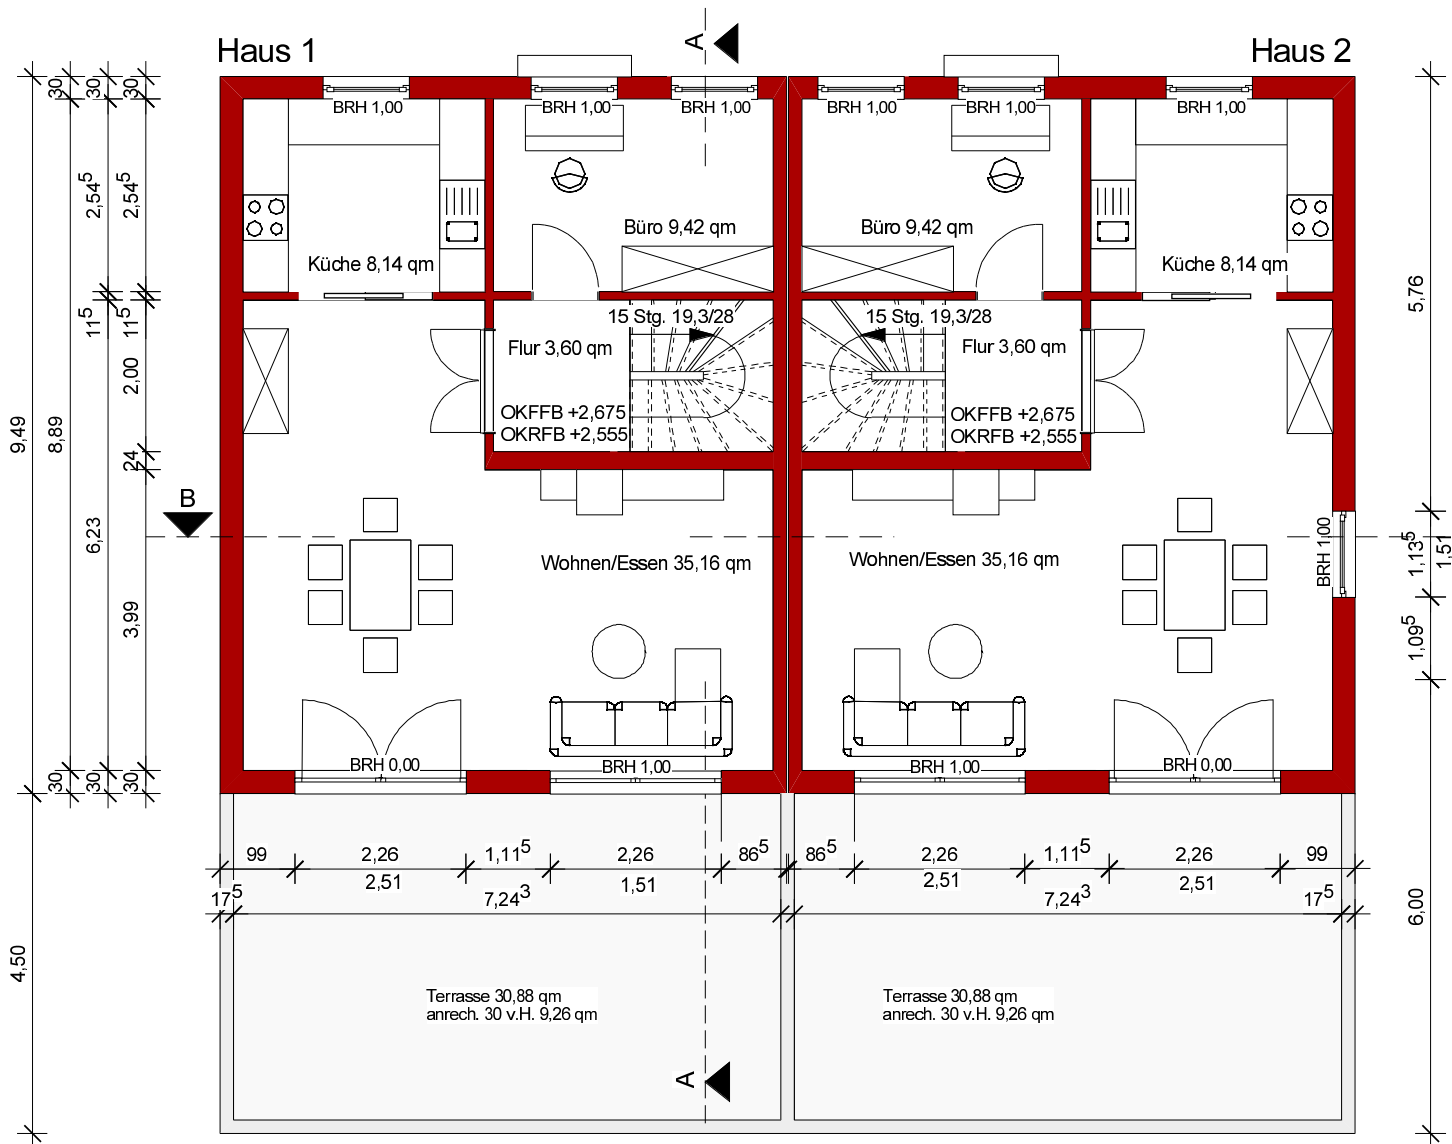 Haus 1
A
Haus 2
BRH 1,00
BRH 1,00
BRH 1,00
BRH 1,00
BRH 1,00
BRH 1,00
30
30
30
30
2,54⁵
2,54⁵
Büro 9,42 qm
Büro 9,42 qm
Küche 8,14 qm
Küche 8,14 qm
11⁵
11⁵
15 Stg. 19,3/28
15 Stg. 19,3/28
5,76
Flur 3,60 qm
Flur 3,60 qm
2,00
OKFFB +2,675
OKRFB +2,555
OKFFB +2,675
OKRFB +2,555
9,49
8,89
24
B
6,23
Wohnen/Essen 35,16 qm
Wohnen/Essen 35,16 qm
BRH 1,00
1,13⁵
1,51
3,99
1,09⁵
BRH 0,00
BRH 1,00
BRH 1,00
BRH 0,00
30
30
30
99
2,26
1,11⁵
2,26
86⁵
86⁵
2,26
1,11⁵
2,26
99
2,51
1,51
2,51
2,51
17⁵
7,24³
7,24³
17⁵
6,00
4,50
Terrasse 30,88 qm
anrech. 30 v.H. 9,26 qm
Terrasse 30,88 qm
anrech. 30 v.H. 9,26 qm
A